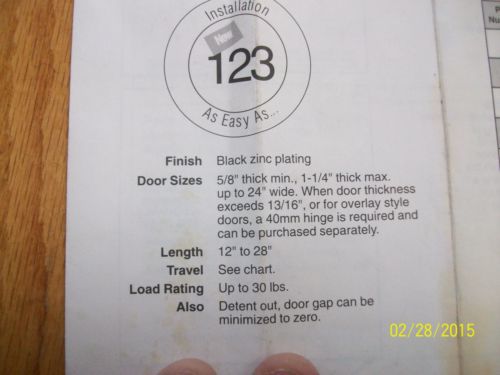 Installation
New
123
As Easy As...
Finish Black zinc plating
Door Sizes 5/8" thick min., 1-1/4" thick max.
up to 24" wide. When door thickness
exceeds 13/16", or for overlay style
doors, a 40mm hinge is required and
can be purchased separately.
Length 12" to 28"
Travel See chart.
Load Rating Up to 30 lbs.
Also Detent out, door gap can be
minimized to zero.
02/28/2015